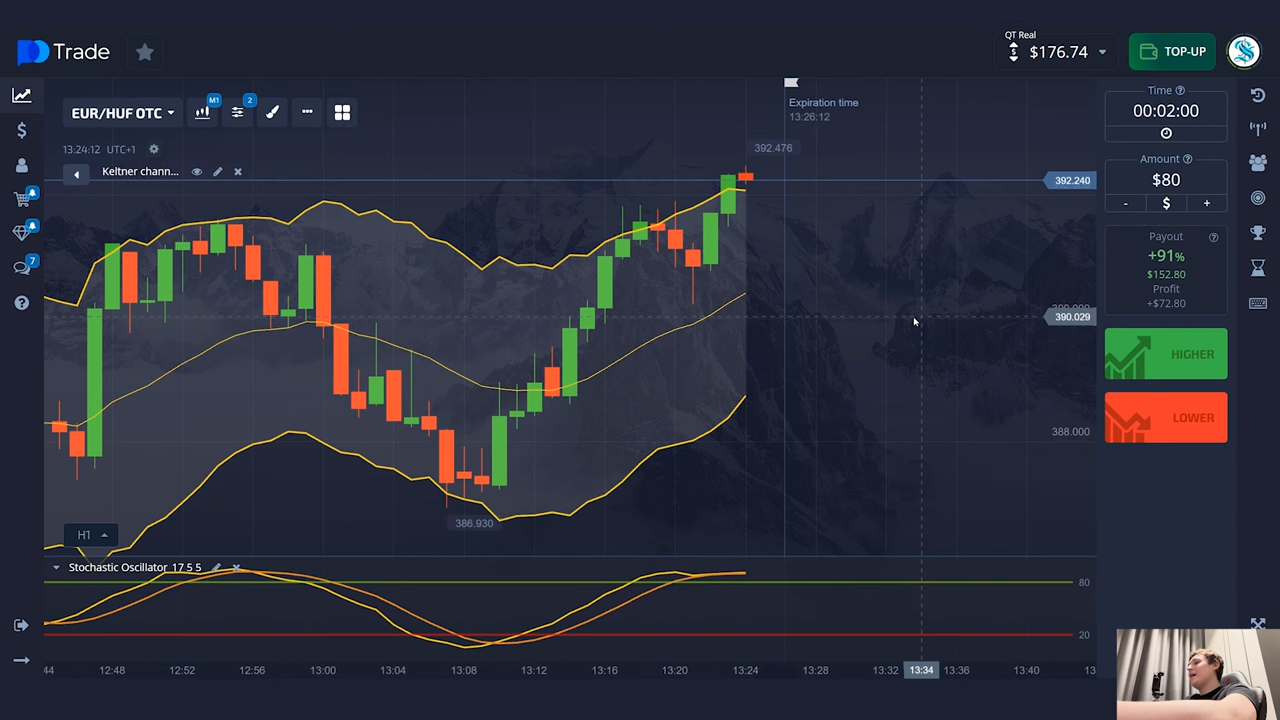 Trade
QT Real
$176.74
TOP-UP
EUR/HUF OTC
M1
2
Expiration time
13:26:12
Time
00:02:00
13:24:12 UTC+1
392.476
Keltner chann...
392.240
Amount
$80
- $ +
Payout
+91%
$152.80
Profit
+$72.80
7
390.029
HIGHER
LOWER
388.000
386.930
H1
Stochastic Oscillator 17 5 5
80
20
44 12:48 12:52 12:56 13:00 13:04 13:08 13:12 13:16 13:20 13:24 13:28 13:32 13:34 13:36 13:40 13